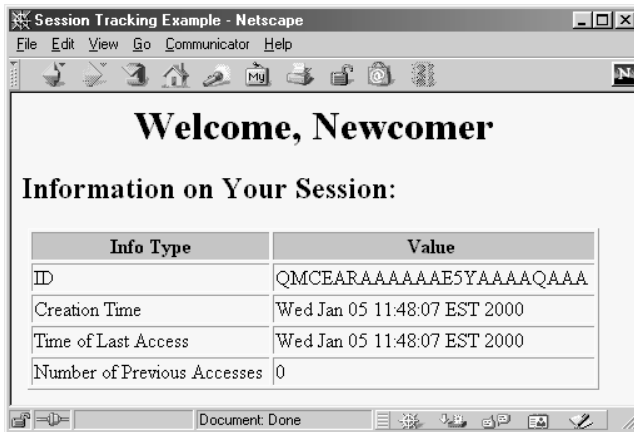 Session Tracking Example - Netscape
File Edit View Go Communicator Help
My
N
Welcome, Newcomer
Information on Your Session:
Info Type Value
ID QMCEARAAAAAAE5YAAAAQAAA
Creation Time Wed Jan 05 11:48:07 EST 2000
Time of Last Access Wed Jan 05 11:48:07 EST 2000
Number of Previous Accesses 0
Document: Done